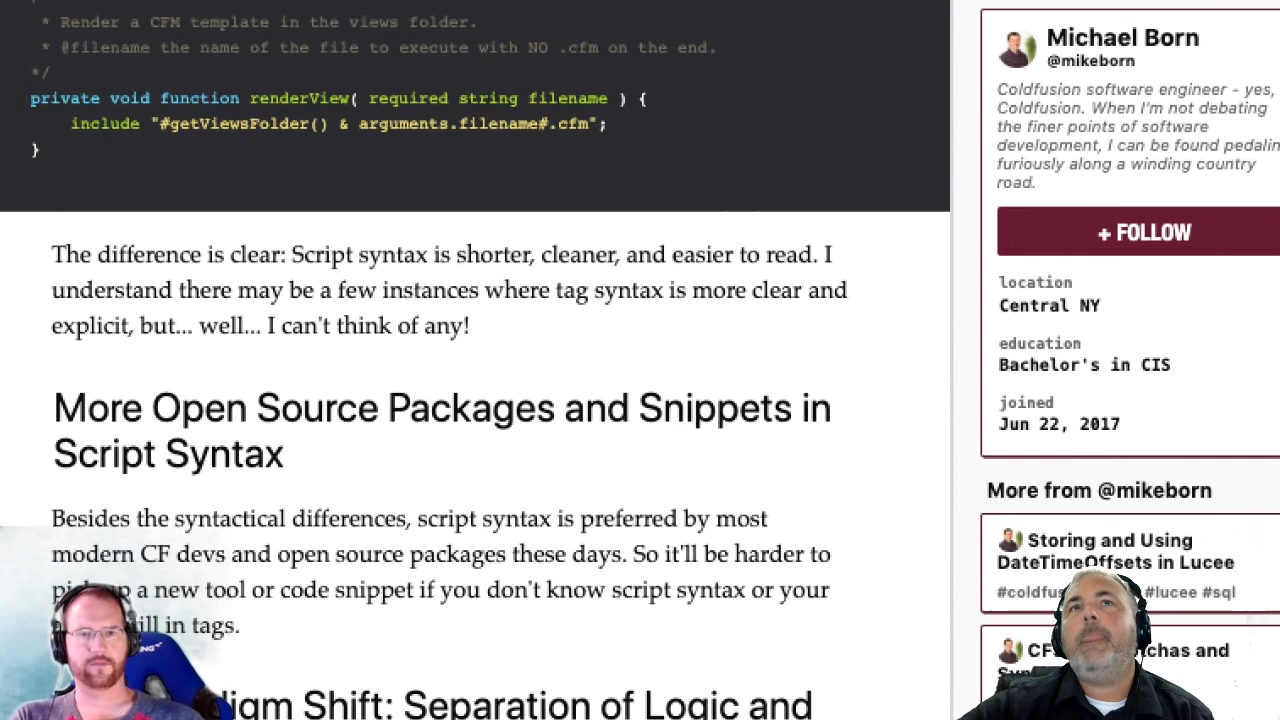 * Render a CFM template in the views folder.
* @filename the name of the file to execute with NO .cfm on the end.
*/
private void function renderView( required string filename ) {
include "#getViewsFolder() & arguments.filename#.cfm";
}
The difference is clear: Script syntax is shorter, cleaner, and easier to read. I
understand there may be a few instances where tag syntax is more clear and
explicit, but... well... I can't think of any!
More Open Source Packages and Snippets in
Script Syntax
Besides the syntactical differences, script syntax is preferred by most
modern CF devs and open source packages these days. So it'll be harder to
a new tool or code snippet if you don't know script syntax or your
in tags.
Shift: Separation of Logic and
Michael Born
@mikeborn
Coldfusion software engineer - yes,
Coldfusion. When I'm not debating
the finer points of software
development, I can be found
furiously along a winding country
road.
+ FOLLOW
location
Central NY
education
Bachelor's in CIS
joined
Jun 22, 2017
More from @mikeborn
Storing and Using
DateTimeOffsets in Lucee
#lucee #sql
and